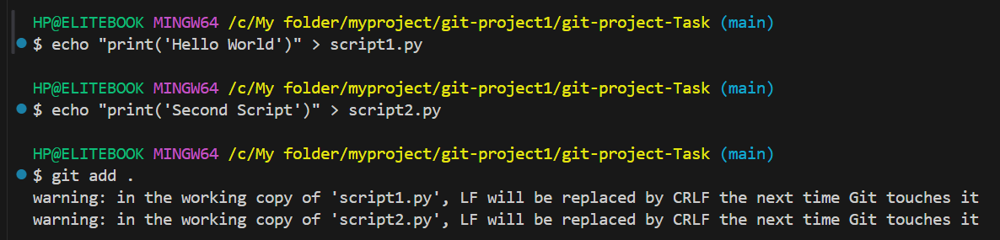 HP@ELITEBOOK MINGW64 /c/My folder/myproject/git-project1/git-project-Task (main)
$ echo "print('Hello World')" > script1.py
HP@ELITEBOOK MINGW64 /c/My folder/myproject/git-project1/git-project-Task (main)
$ echo "print('Second Script')" > script2.py
HP@ELITEBOOK MINGW64 /c/My folder/myproject/git-project1/git-project-Task (main)
$ git add .
warning: in the working copy of 'script1.py', LF will be replaced by CRLF the next time Git touches it
warning: in the working copy of 'script2.py', LF will be replaced by CRLF the next time Git touches it